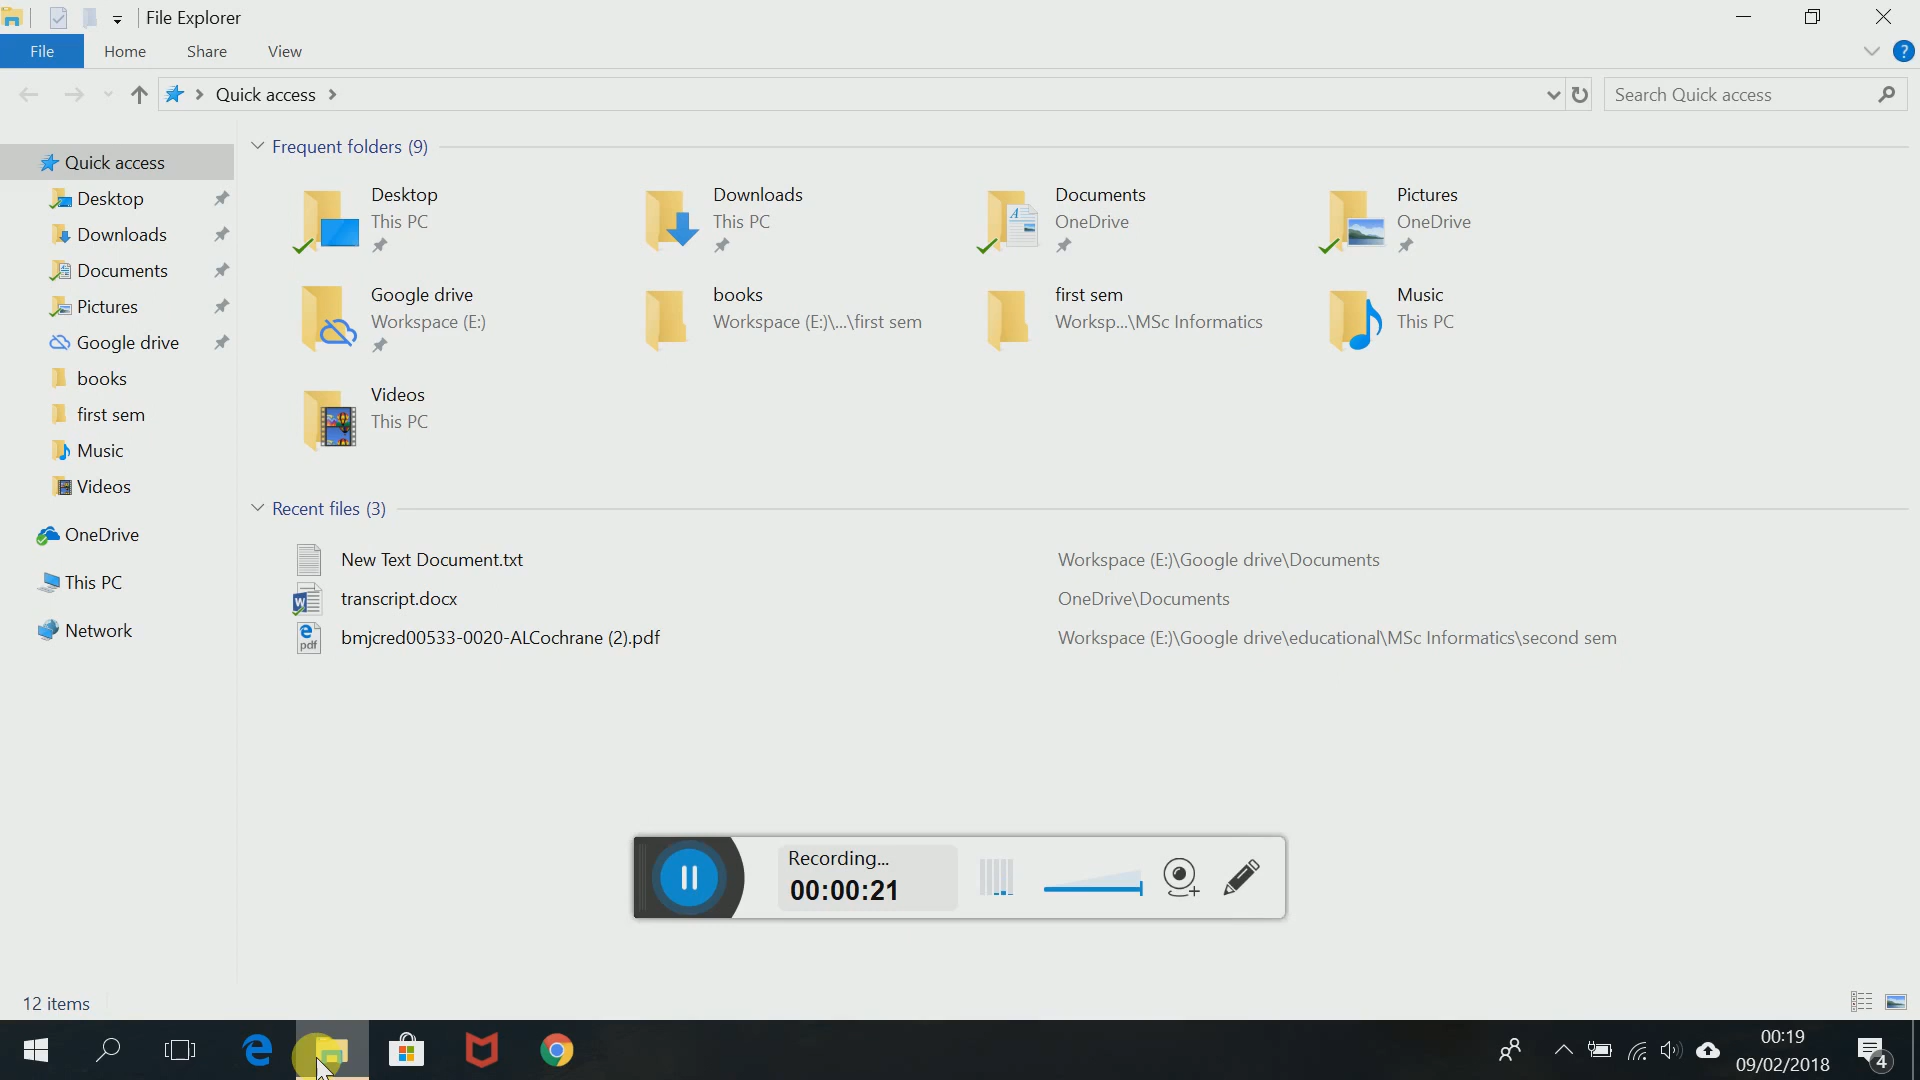 File Explorer
File Home Share View
?
Quick access
Search Quick access
Quick access
Desktop
Downloads
Documents
Pictures
Google drive
books
first sem
Music
Videos
OneDrive
This PC
Network
Frequent folders (9)
Desktop
This PC
Downloads
This PC
Documents
OneDrive
Pictures
OneDrive
Google drive
Workspace (E:)
books
Workspace (E:)\...\first sem
first sem
Worksp...\MSc Informatics
Music
This PC
Videos
This PC
Recent files (3)
New Text Document.txt Workspace (E:)\Google drive\Documents
transcript.docx OneDrive\Documents
bmjcred00533-0020-ALCochrane (2).pdf Workspace (E:)\Google drive\educational\MSc Informatics\second sem
Recording...
00:00:21
12 items
00:19
09/02/2018
4